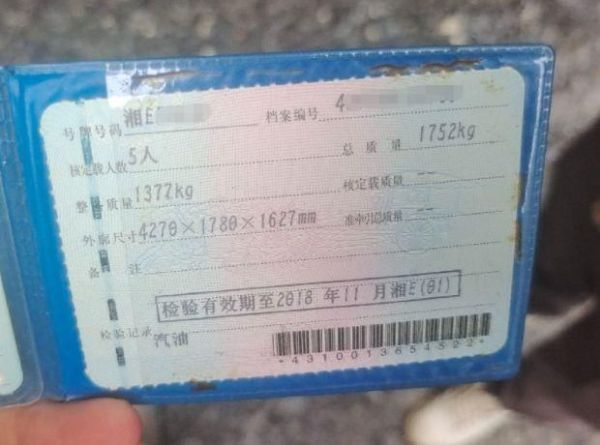 号牌号码 湘E 档案编号 4
核定载人数 5人 总质量 1752kg
整备质量 1377kg 核定载质量 --
外廓尺寸 4270×1780×1627mm 准牵引总质量 --
备注
检验有效期至2018年11月湘E(01)
检验记录
汽油
*4310013654522*